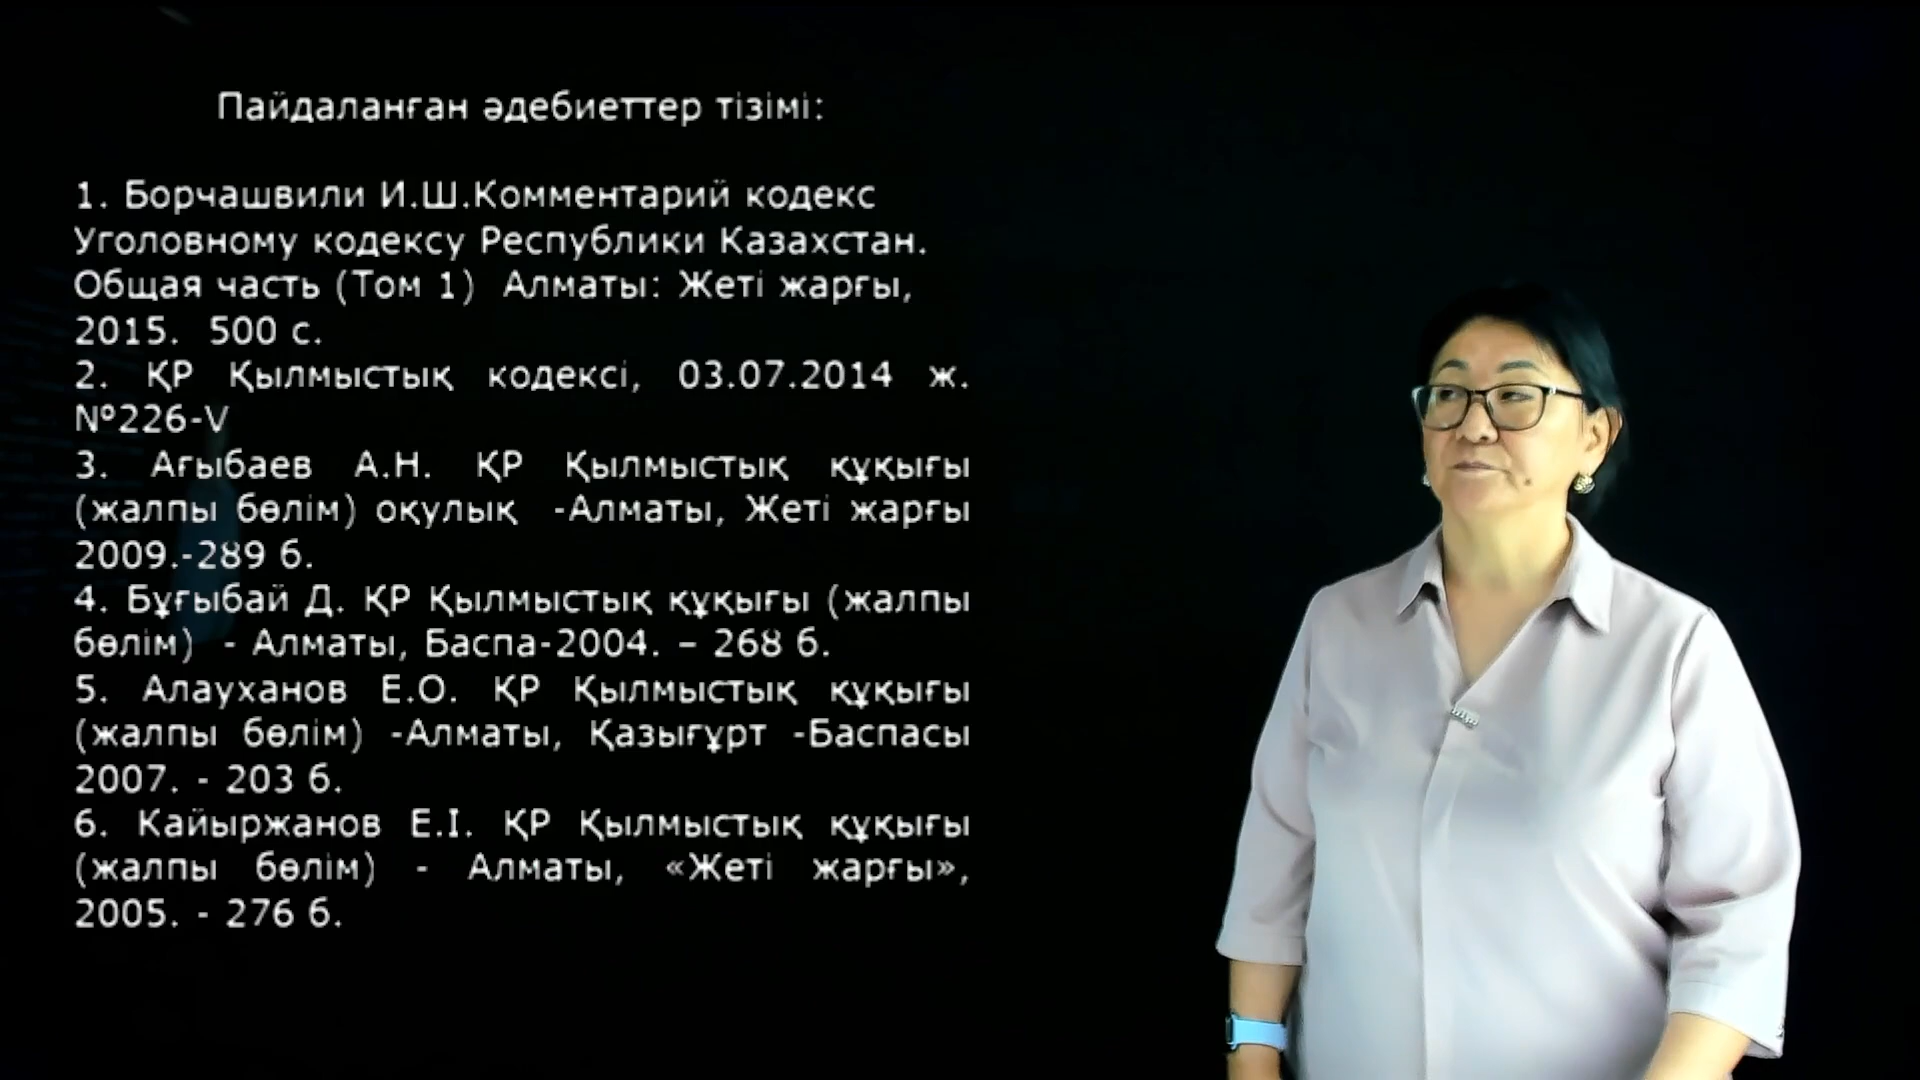 Пайдаланған әдебиеттер тізімі:
1. Борчашвили И.Ш.Комментарий кодекс
Уголовному кодексу Республики Казахстан.
Общая часть (Том 1) Алматы: Жеті жарғы,
2015. 500 с.
2. ҚР Қылмыстық кодексі, 03.07.2014 ж.
№226-V
3. Ағыбаев А.Н. ҚР Қылмыстық құқығы
(жалпы бөлім) оқулық -Алматы, Жеті жарғы
2009.-289 б.
4. Бұғыбай Д. ҚР Қылмыстық құқығы (жалпы
бөлім) - Алматы, Баспа-2004. – 268 б.
5. Алауханов Е.О. ҚР Қылмыстық құқығы
(жалпы бөлім) -Алматы, Қазығұрт -Баспасы
2007. - 203 б.
6. Кайыржанов Е.І. ҚР Қылмыстық құқығы
(жалпы бөлім) - Алматы, «Жеті жарғы»,
2005. - 276 б.